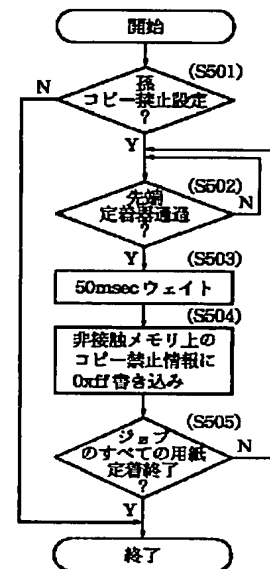 開始
(S501)
N
孫
コピー禁止設定
?
Y
(S502)
先端
定着器通過
?
N
Y
(S503)
50msecウェイト
(S504)
非接触メモリ上の
コピー禁止情報に
0xff書き込み
(S505)
ジョブ
のすべての用紙
定着終了
?
N
Y
終了